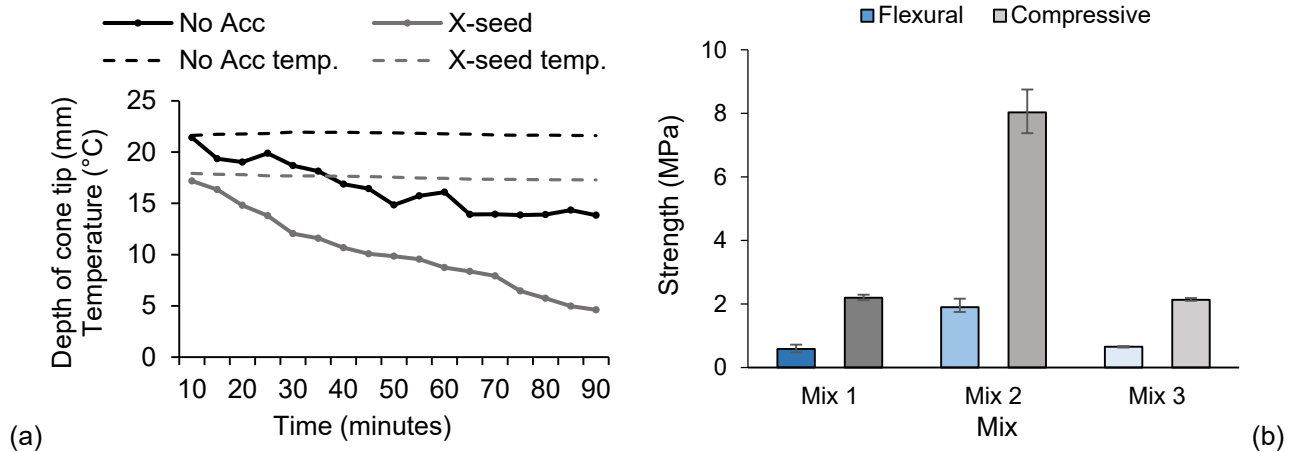 No Acc
X-seed
No Acc temp.
X-seed temp.
Depth of cone tip (mm)
Temperature (°C)
25
20
15
10
5
0
10 20 30 40 50 60 70 80 90
Time (minutes)
(a)
Flexural
Compressive
Strength (MPa)
10
8
6
4
2
0
Mix 1 Mix 2 Mix 3
Mix
(b)